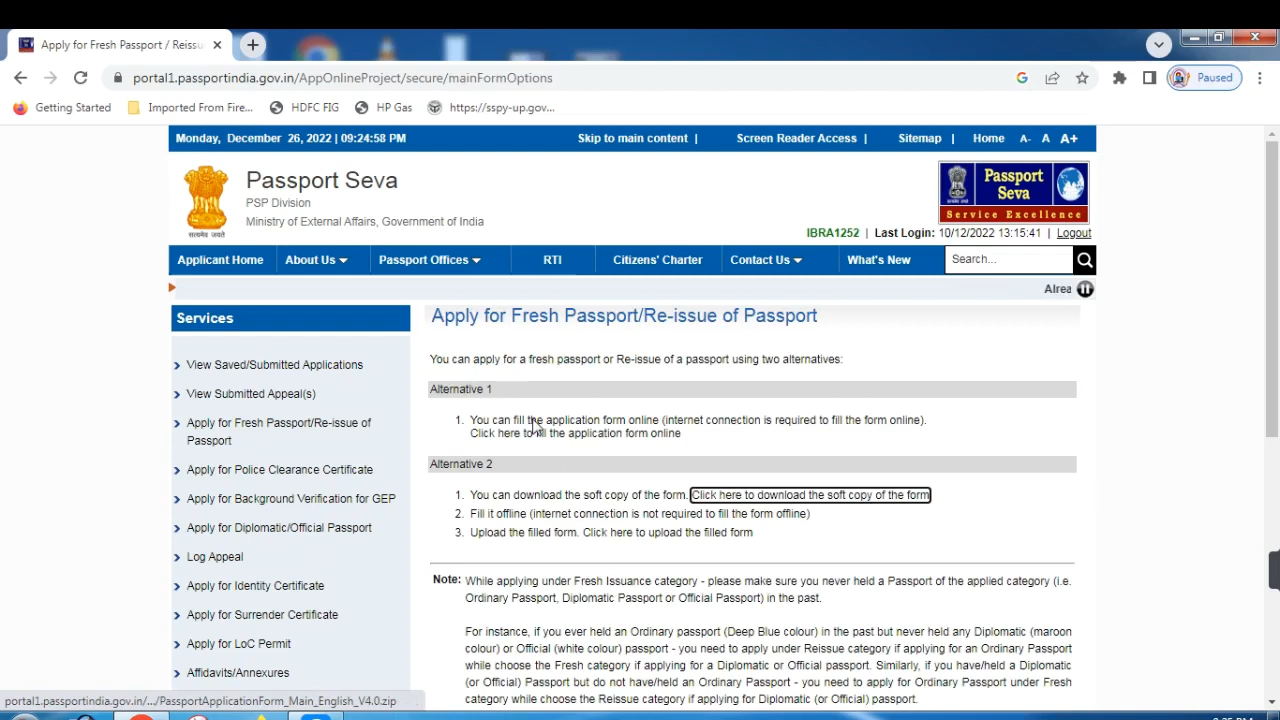 Apply for Fresh Passport / Reissu
portal1.passportindia.gov.in/AppOnlineProject/secure/mainFormOptions
Paused
Getting Started
Imported From Fire...
HDFC FIG
HP Gas
https://sspy-up.gov...
Monday, December 26, 2022 | 09:24:58 PM
Skip to main content |
Screen Reader Access |
Sitemap |
Home
A- A A+
Passport Seva
PSP Division
Ministry of External Affairs, Government of India
सत्यमेव जयते
Passport
Seva
Service Excellence
IBRA1252 | Last Login: 10/12/2022 13:15:41 | Logout
Applicant Home
About Us
Passport Offices
RTI
Citizens' Charter
Contact Us
What's New
Search...
Alrea
Services
View Saved/Submitted Applications
View Submitted Appeal(s)
Apply for Fresh Passport/Re-issue of
Passport
Apply for Police Clearance Certificate
Apply for Background Verification for GEP
Apply for Diplomatic/Official Passport
Log Appeal
Apply for Identity Certificate
Apply for Surrender Certificate
Apply for LoC Permit
Affidavits/Annexures
Apply for Fresh Passport/Re-issue of Passport
You can apply for a fresh passport or Re-issue of a passport using two alternatives:
Alternative 1
1. You can fill the application form online (internet connection is required to fill the form online).
Click here to fill the application form online
Alternative 2
1. You can download the soft copy of the form. Click here to download the soft copy of the form
2. Fill it offline (internet connection is not required to fill the form offline)
3. Upload the filled form. Click here to upload the filled form
Note: While applying under Fresh Issuance category - please make sure you never held a Passport of the applied category (i.e.
Ordinary Passport, Diplomatic Passport or Official Passport) in the past.
For instance, if you ever held an Ordinary passport (Deep Blue colour) in the past but never held any Diplomatic (maroon
colour) or Official (white colour) passport - you need to apply under Reissue category if applying for an Ordinary Passport
while choose the Fresh category if applying for a Diplomatic or Official passport. Similarly, if you have/held a Diplomatic
(or Official) Passport but do not have/held an Ordinary Passport - you need to apply for Ordinary Passport under Fresh
category while choose the Reissue category if applying for Diplomatic (or Official) passport.
portal1.passportindia.gov.in/.../PassportApplicationForm_Main_English_V4.0.zip